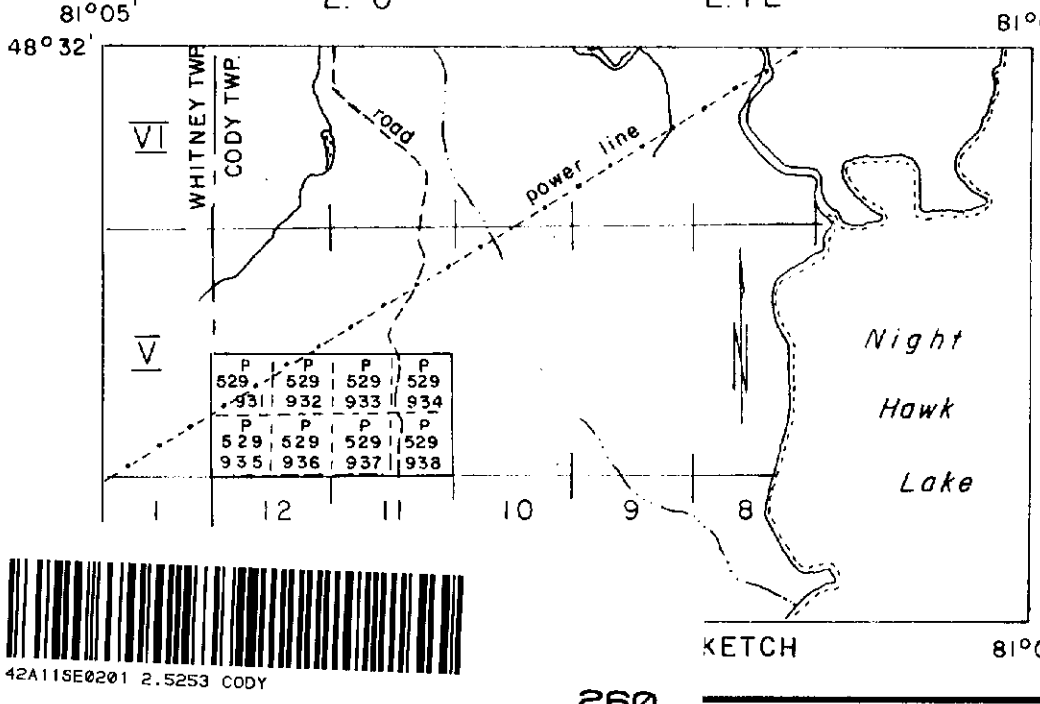 81°05'
48°32'
WHITNEY TWP.
CODY TWP.
VI
road
power line
V
P P P P
529 529 529 529
931 932 933 934
P P P P
529 529 529 529
935 936 937 938
Night
Hawk
Lake
1 12 11 10 9 8
KETCH
42A11SE0201 2.5253 CODY
260